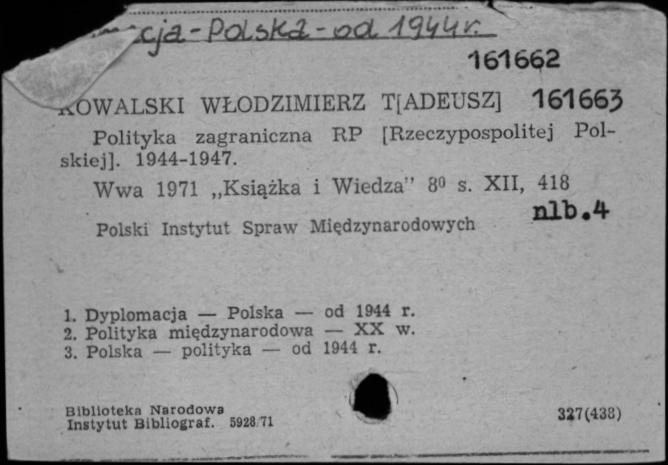 cja-Polska-od 1944r.
161662
KOWALSKI WŁODZIMIERZ T[ADEUSZ] 161663
Polityka zagraniczna RP [Rzeczypospolitej Pol-
skiej]. 1944-1947.
Wwa 1971 „Książka i Wiedza” 8⁰ s. XII, 418
nlb.4
Polski Instytut Spraw Międzynarodowych
1. Dyplomacja — Polska — od 1944 r.
2. Polityka międzynarodowa — XX w.
3. Polska — polityka — od 1944 r.
Biblioteka Narodowa
Instytut Bibliograf. 5928/71
327(438)